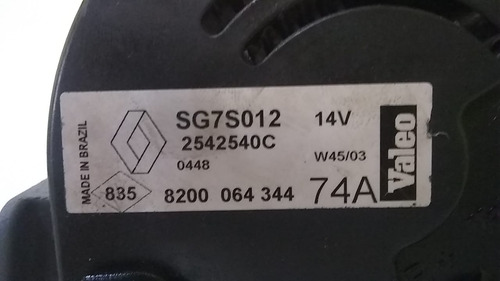 MADE IN BRAZIL
SG7S012 14V
2542540C
0448 W45/03
835 8200 064 344 74A
Valeo